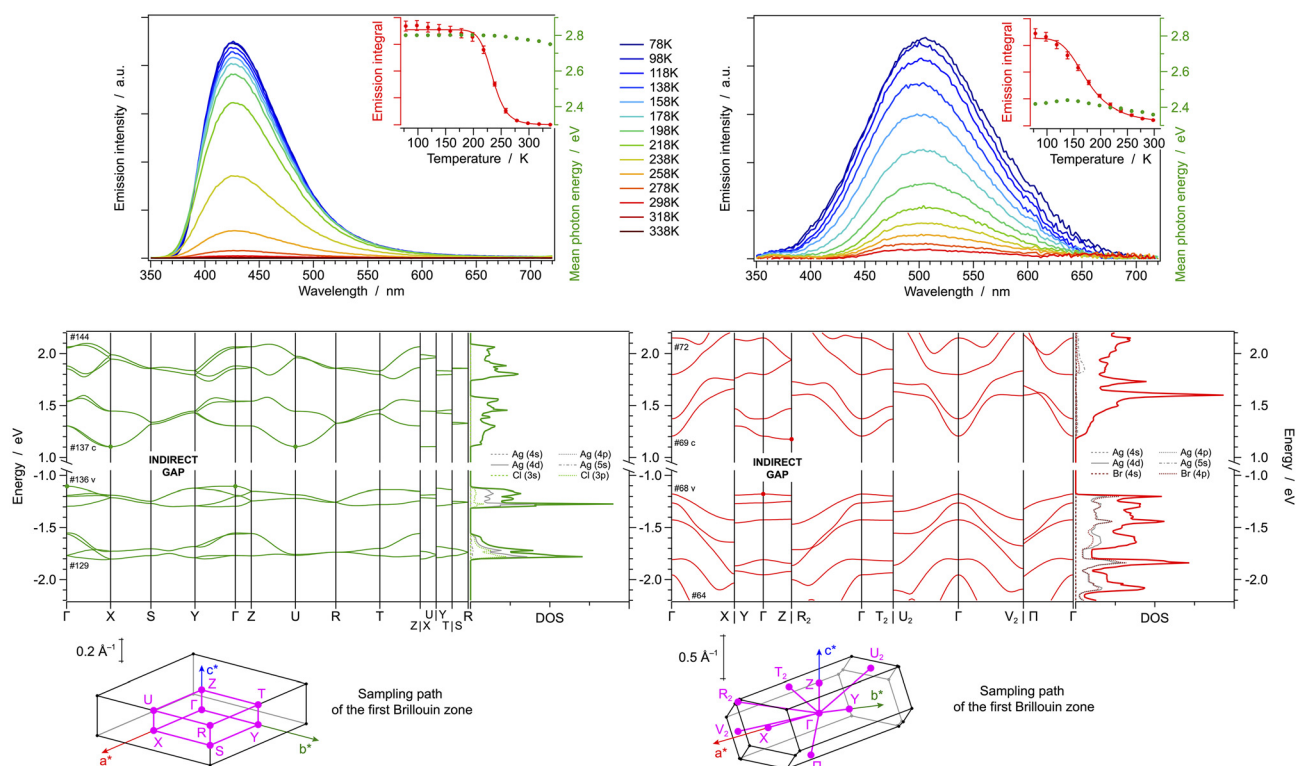 Emission intensity / a.u.
Emission integral
2.8
2.6
2.4
2.2
Mean photon energy / eV
100 150 200 250 300
Temperature / K
350 400 450 500 550 600 650 700
Wavelength / nm
78K
98K
118K
138K
158K
178K
198K
218K
238K
258K
278K
298K
318K
338K
Emission intensity / a.u.
Emission integral
2.8
2.6
2.4
2.2
Mean photon energy / eV
100 150 200 250 300
Temperature / K
350 400 450 500 550 600 650 700
Wavelength / nm
Energy / eV
2.0
1.5
1.0
-1.0
-1.5
-2.0
#144
#137 c
INDIRECT
GAP
#136 v
#129
Ag (4s) Ag (4p)
Ag (4d) Ag (5s)
Cl (3s) Cl (3p)
Γ X S Y Γ Z U R T Z|X U|Y T|S R DOS
#72
#69 c
INDIRECT
GAP
#68 v
#64
Ag (4s) Ag (4p)
Ag (4d) Ag (5s)
Br (4s) Br (4p)
2.0
1.5
1.0
-1.0
-1.5
-2.0
Energy / eV
Γ X|Y Γ Z|R₂ Γ T₂|U₂ Γ V₂|Π Γ DOS
0.2 Å⁻¹
c*
Z
U
T
Γ
R
X
Y
S
a*
b*
Sampling path
of the first Brillouin zone
0.5 Å⁻¹
c*
U₂
T₂
Z
R₂
Y
b*
V₂
X
Γ
a*
Π
Sampling path
of the first Brillouin zone